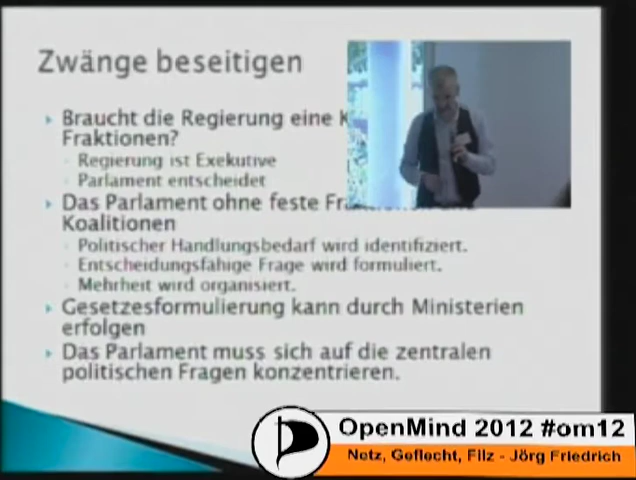 Zwänge beseitigen
Braucht die Regierung eine K
Fraktionen?
Regierung ist Exekutive
Parlament entscheidet
Das Parlament ohne feste
Koalitionen
Politischer Handlungsbedarf wird identifiziert.
Entscheidungsfähige Frage wird formuliert.
Mehrheit wird organisiert.
Gesetzesformulierung kann durch Ministerien
erfolgen
Das Parlament muss sich auf die zentralen
politischen Fragen konzentrieren.
OpenMind 2012 #om12
Netz, Geflecht, Filz - Jörg Friedrich